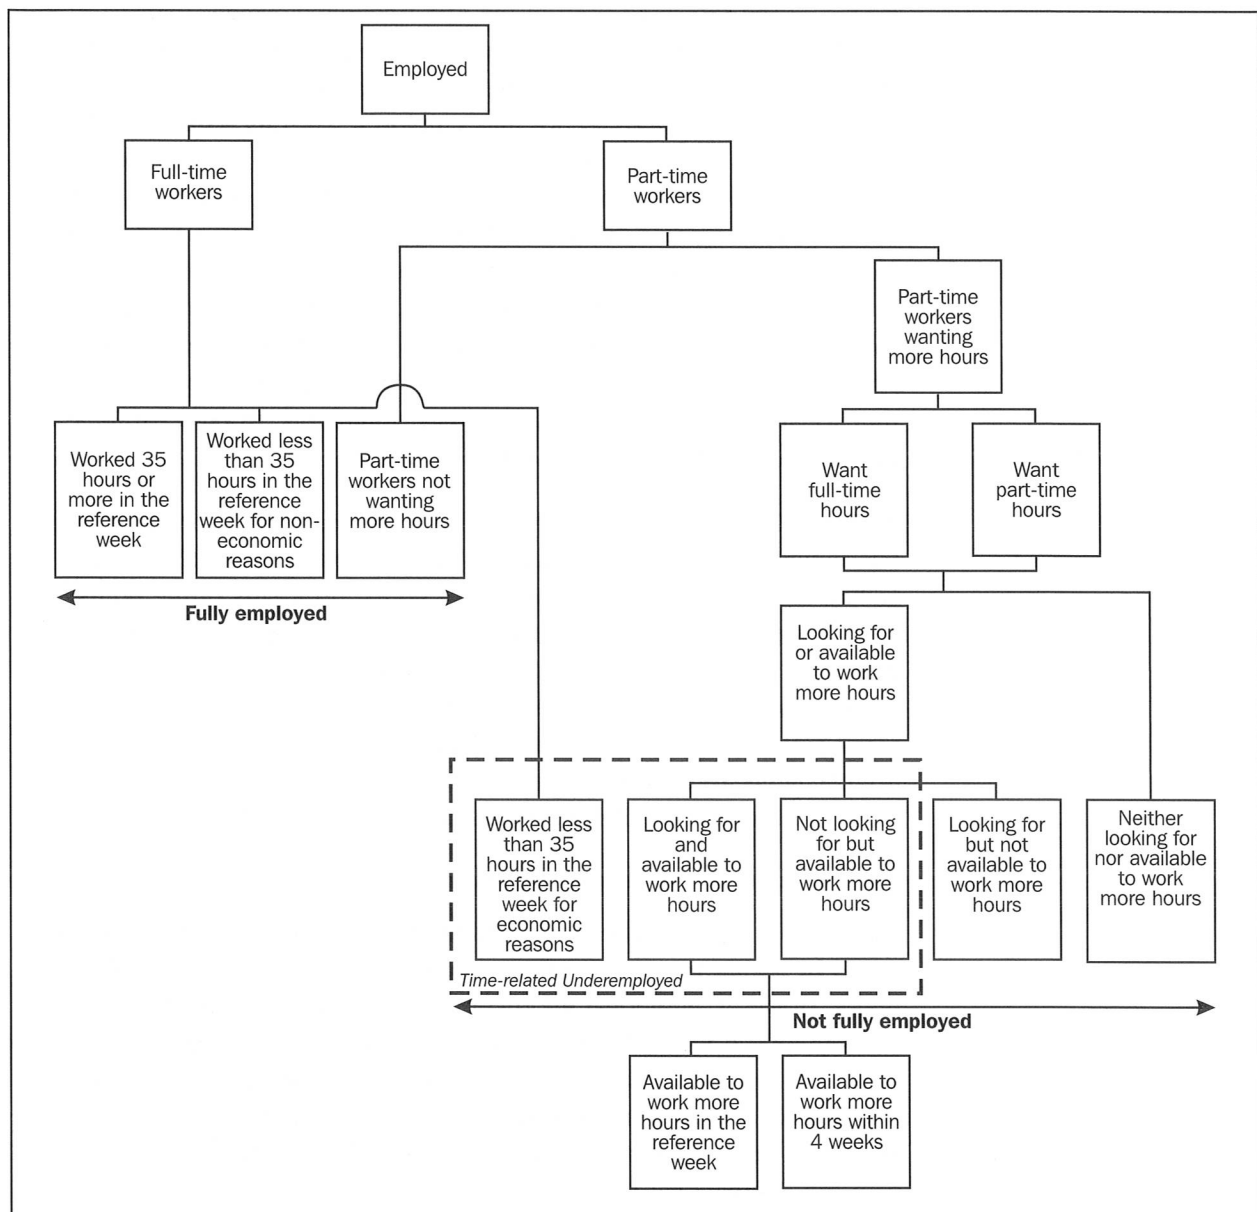 Employed
Full-time
workers
Part-time
workers
Part-time
workers
wanting
more hours
Worked 35
hours or
more in the
reference
week
Worked less
than 35
hours in the
reference
week for non-
economic
reasons
Part-time
workers not
wanting
more hours
Want
full-time
hours
Want
part-time
hours
Fully employed
Looking for
or available
to work
more hours
Worked less
than 35
hours in the
reference
week for
economic
reasons
Looking for
and
available to
work more
hours
Not looking
for but
available to
work more
hours
Looking for
but not
available to
work more
hours
Neither
looking for
nor available
to work
more hours
Time-related Underemployed
Not fully employed
Available to
work more
hours in the
reference
week
Available to
work more
hours within
4 weeks